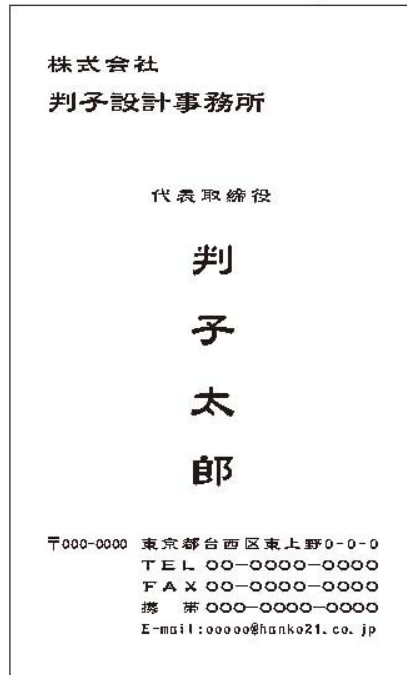 株式会社
判子設計事務所
代表取締役
判
子
太
郎
〒000-0000 東京都台西区東上野0-0-0
TEL 00-0000-0000
FAX 00-0000-0000
携 帯 000-0000-0000
E-mail:ooooo@hanko21.co.jp